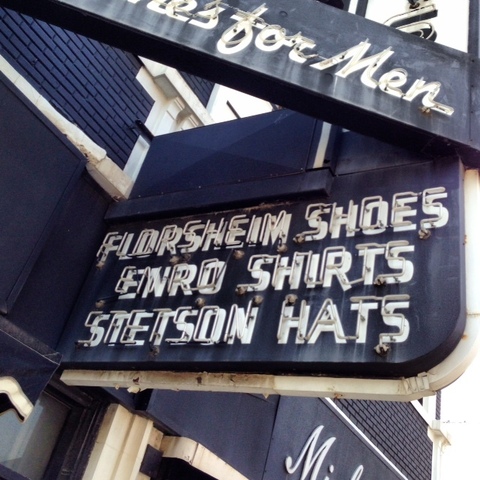 for Men
FLORSHEIM SHOES
ENRO SHIRTS
STETSON HATS